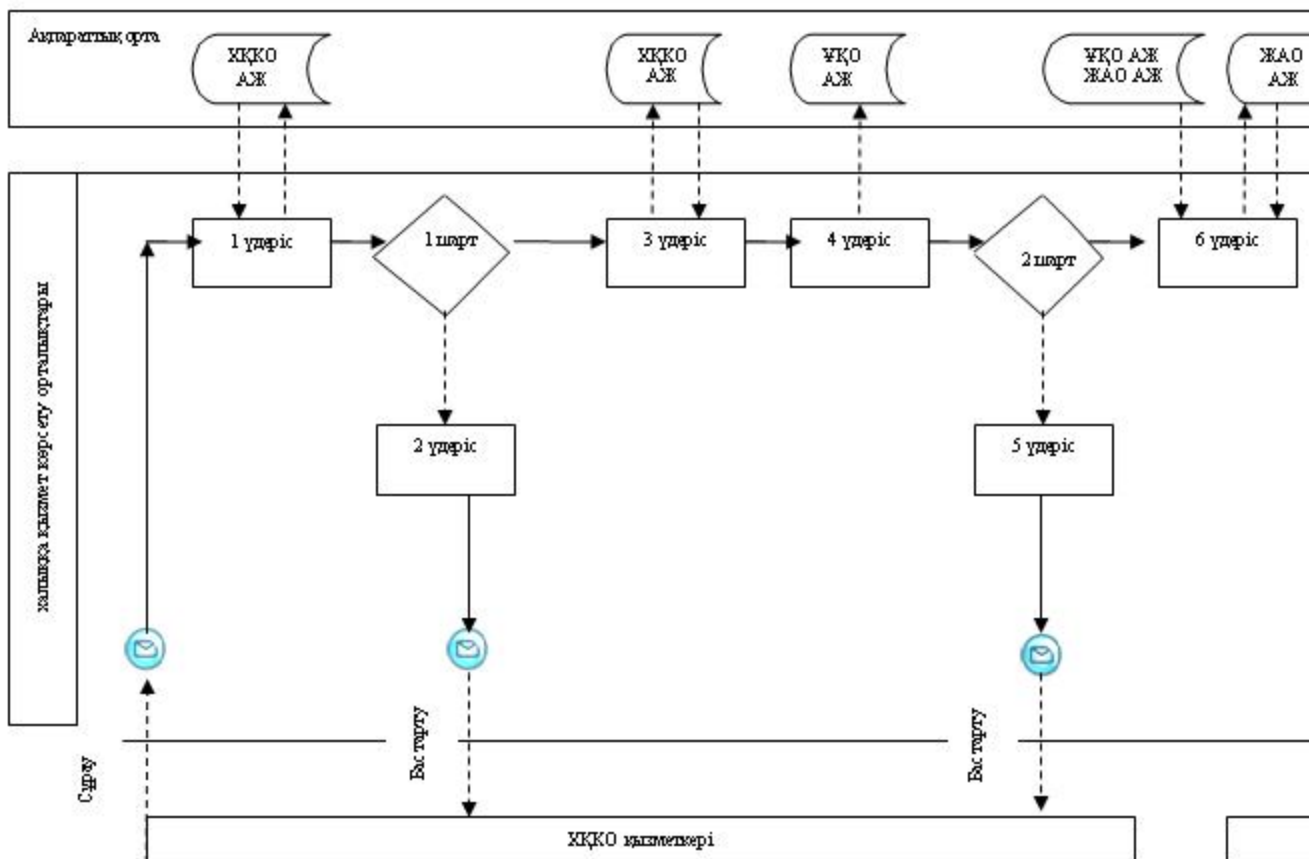 Ақпараттық орта
ХҚКО
АЖ
ХҚКО
АЖ
ҰҚО
АЖ
ҰҚО АЖ
ЖАО АЖ
ЖАО
АЖ
халыққа қызмет көрсету орталықтары
1 үдеріс
1 шарт
3 үдеріс
4 үдеріс
2 шарт
6 үдеріс
2 үдеріс
5 үдеріс
Сұрау
Бас тарту
Бас тарту
ХҚКО қызметкері